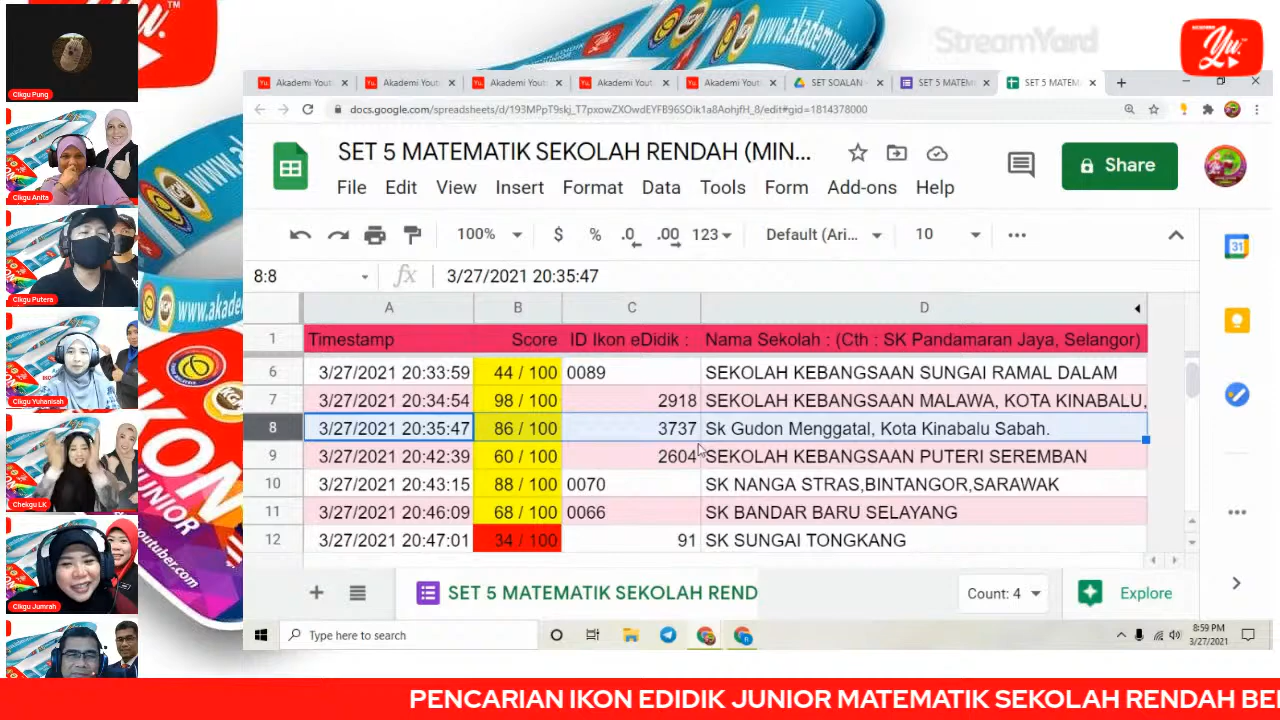 StreamYard
Yu.
Akademi Yout
Akademi Yout
Akademi Yout
Akademi Yout
Akademi Yout
SET SOALAN -
SET 5 MATEM
SET 5 MATEM
docs.google.com/spreadsheets/d/193MPpT9skj_T7pxowZXOwdEYFB96SOik1a8AohjfH_8/edit#gid=1814378000
SET 5 MATEMATIK SEKOLAH RENDAH (MIN...
Share
File Edit View Insert Format Data Tools Form Add-ons Help
100% $ % .0 .00 123 Default (Ari... 10
8:8 fx 3/27/2021 20:35:47
A B C D
1 Timestamp Score ID Ikon eDidik : Nama Sekolah : (Cth : SK Pandamaran Jaya, Selangor)
6 3/27/2021 20:33:59 44 / 100 0089 SEKOLAH KEBANGSAAN SUNGAI RAMAL DALAM
7 3/27/2021 20:34:54 98 / 100 2918 SEKOLAH KEBANGSAAN MALAWA, KOTA KINABALU,
8 3/27/2021 20:35:47 86 / 100 3737 Sk Gudon Menggatal, Kota Kinabalu Sabah.
9 3/27/2021 20:42:39 60 / 100 2604 SEKOLAH KEBANGSAAN PUTERI SEREMBAN
10 3/27/2021 20:43:15 88 / 100 0070 SK NANGA STRAS,BINTANGOR,SARAWAK
11 3/27/2021 20:46:09 68 / 100 0066 SK BANDAR BARU SELAYANG
12 3/27/2021 20:47:01 34 / 100 91 SK SUNGAI TONGKANG
SET 5 MATEMATIK SEKOLAH REND
Count: 4
Explore
Type here to search
8:59 PM
3/27/2021
Cikgu Pung
Cikgu Anita
Cikgu Putera
Cikgu Yuhanisah
Chekgu LK
Cikgu Jumrah
PENCARIAN IKON EDIDIK JUNIOR MATEMATIK SEKOLAH RENDAH BE